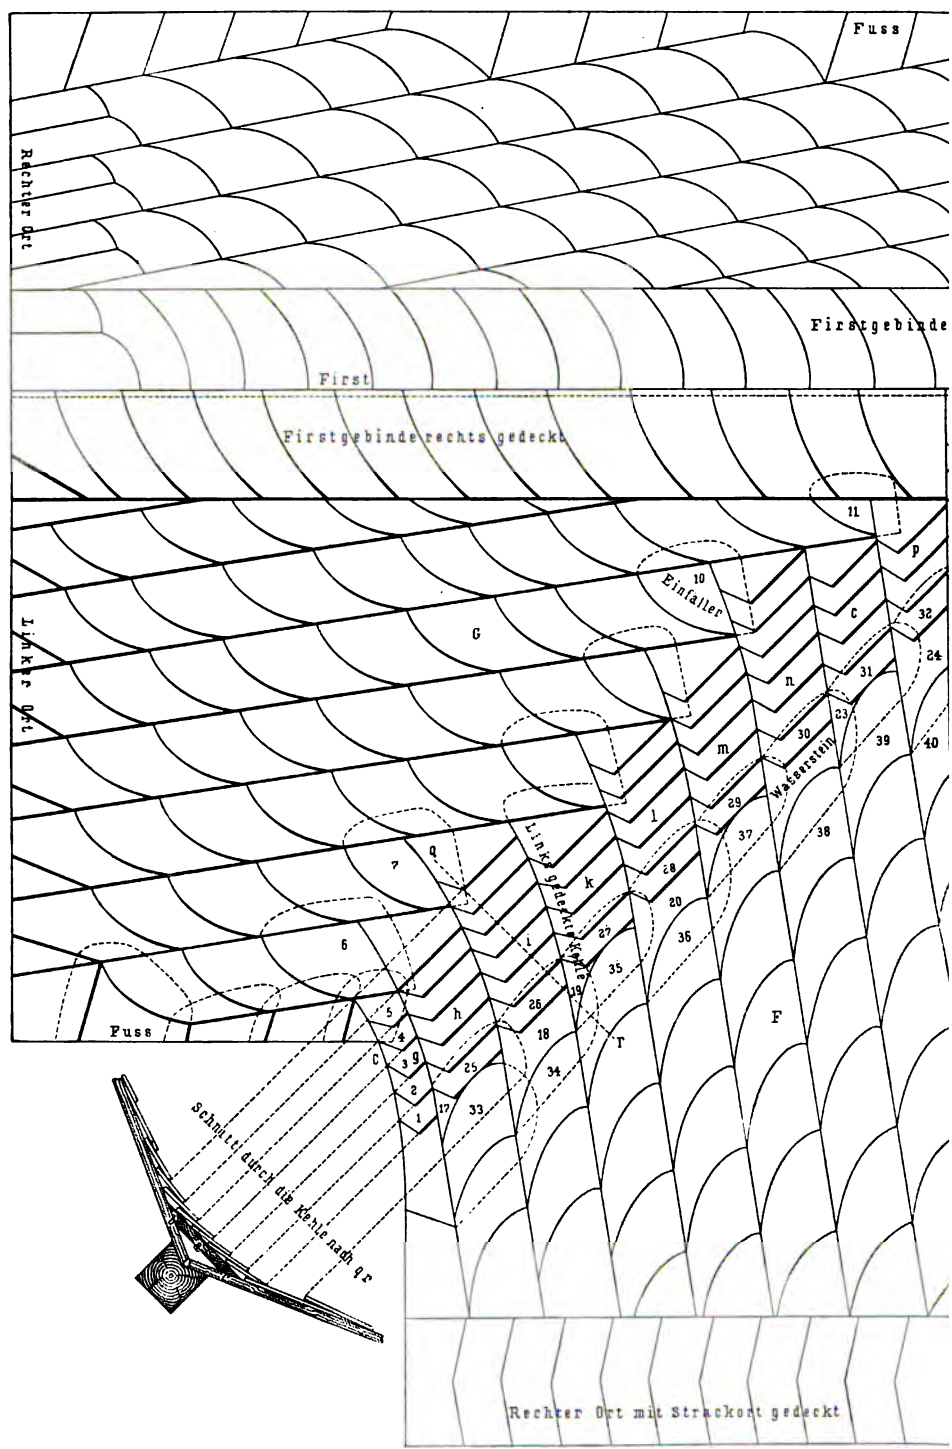 Fuss
Rechter Ort
Firstgebinde
First
Firstgebinde rechts gedeckt
11
p
10
Einfaller
c
32
Linker Ort
G
24
31
n
23
39
40
m
30
Wasserstein
29
l
37
38
7
q
Links gedeckte Kehle
k
28
20
6
i
27
36
35
19
26
5
h
18
F
Fuss
4
r
C
3
g
25
34
2
17
33
1
Schnitt durch die Kehle nach q r
Rechter Ort mit Strackort gedeckt